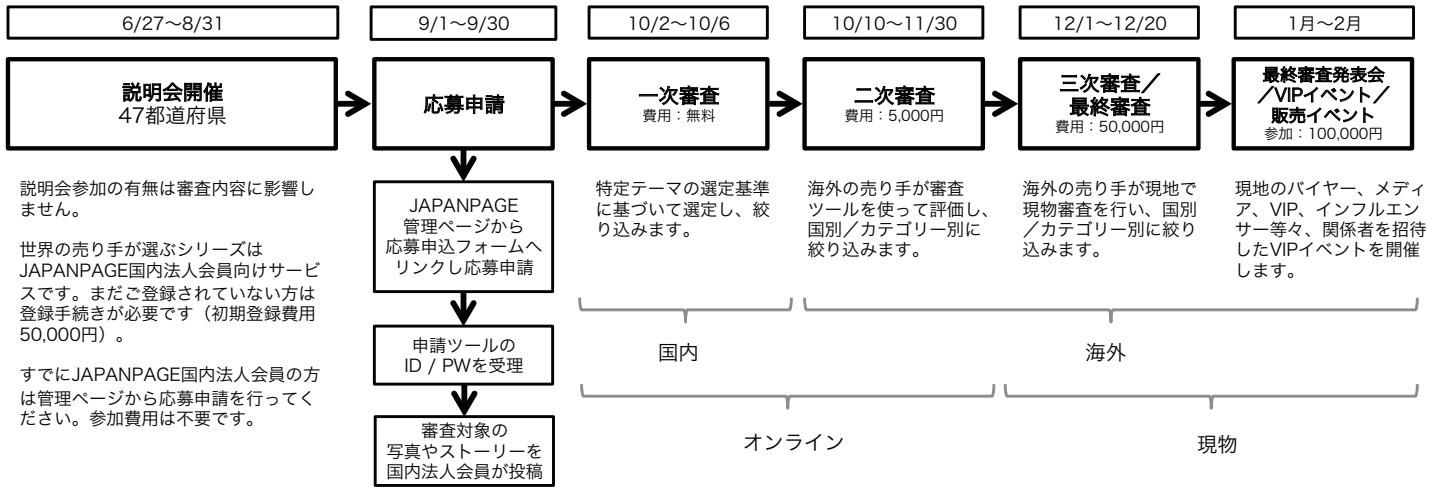 6/27〜8/31
9/1〜9/30
10/2〜10/6
10/10〜11/30
12/1〜12/20
1月〜2月
説明会開催
47都道府県
応募申請
一次審査
費用：無料
二次審査
費用：5,000円
三次審査／
最終審査
費用：50,000円
最終審査発表会
／VIPイベント／
販売イベント
参加：100,000円
説明会参加の有無は審査内容に影響し
ません。
世界の売り手が選ぶシリーズは
JAPANPAGE国内法人会員向けサービ
スです。まだご登録されていない方は
登録手続きが必要です（初期登録費用
50,000円）。
すでにJAPANPAGE国内法人会員の方
は管理ページから応募申請を行ってく
ださい。参加費用は不要です。
JAPANPAGE
管理ページから
応募申込フォームへ
リンクし応募申請
申請ツールの
ID / PWを受理
審査対象の
写真やストーリーを
国内法人会員が投稿
特定テーマの選定基準
に基づいて選定し、絞
り込みます。
海外の売り手が審査
ツールを使って評価し、
国別／カテゴリー別に
絞り込みます。
海外の売り手が現地で
現物審査を行い、国別
／カテゴリー別に絞り
込みます。
現地のバイヤー、メディ
ア、VIP、インフルエン
サー等々、関係者を招待
したVIPイベントを開催
します。
国内
海外
オンライン
現物